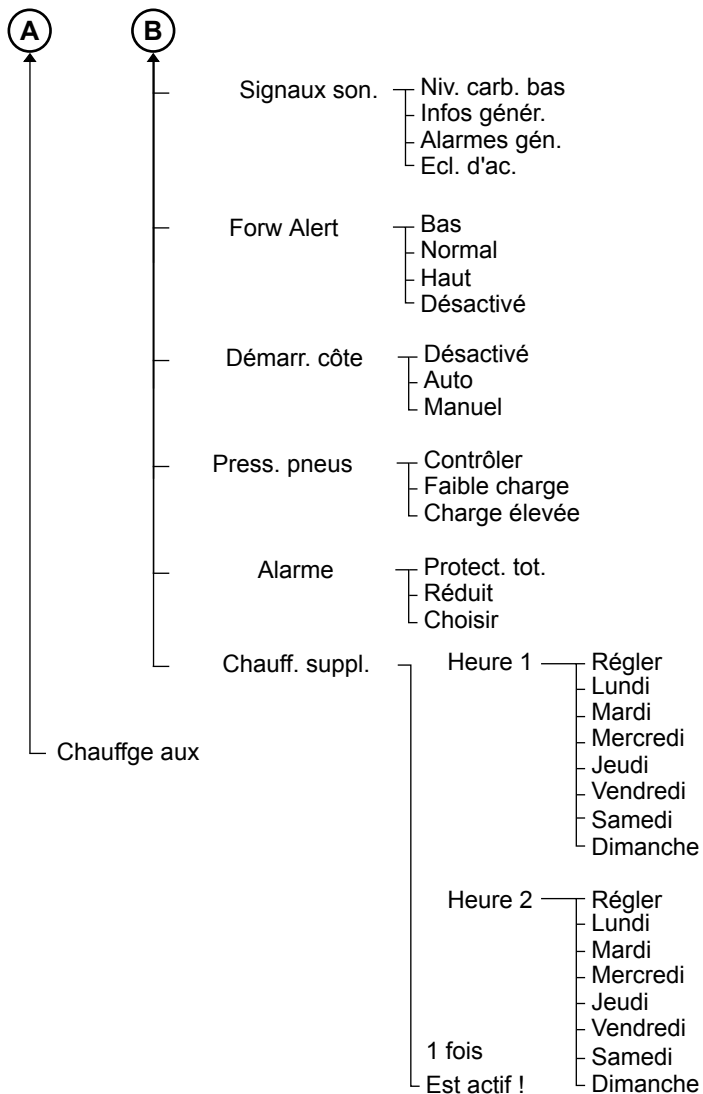 A B
Signaux son.
Niv. carb. bas
Infos génér.
Alarmes gén.
Ecl. d'ac.
Forw Alert
Bas
Normal
Haut
Désactivé
Démarr. côte
Désactivé
Auto
Manuel
Press. pneus
Contrôler
Faible charge
Charge élevée
Alarme
Protect. tot.
Réduit
Choisir
Chauff. suppl.
Heure 1
Régler
Lundi
Mardi
Mercredi
Jeudi
Vendredi
Samedi
Dimanche
Chauffge aux
Heure 2
Régler
Lundi
Mardi
Mercredi
Jeudi
Vendredi
Samedi
Dimanche
1 fois
Est actif !